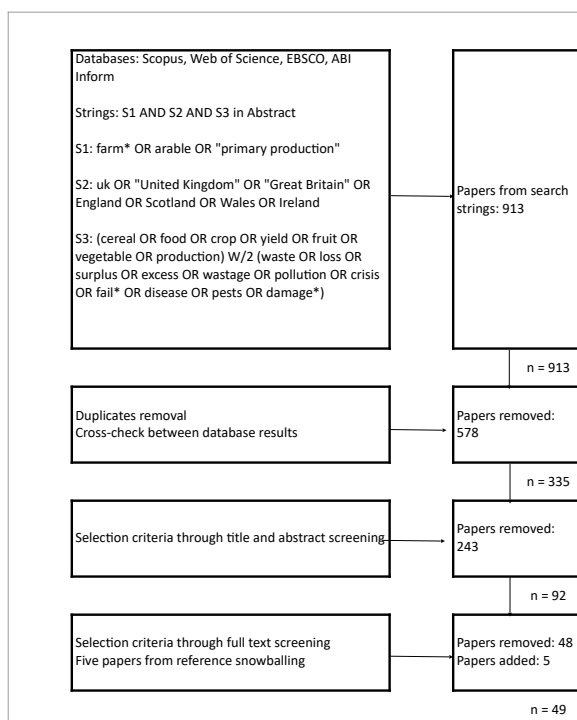 Databases: Scopus, Web of Science, EBSCO, ABI
Inform
Strings: S1 AND S2 AND S3 in Abstract
S1: farm* OR arable OR "primary production"
S2: uk OR "United Kingdom" OR "Great Britain" OR
England OR Scotland OR Wales OR Ireland
S3: (cereal OR food OR crop OR yield OR fruit OR
vegetable OR production) W/2 (waste OR loss OR
surplus OR excess OR wastage OR pollution OR crisis
OR fail* OR disease OR pests OR damage*)
Papers from search
strings: 913
n = 913
Duplicates removal
Cross-check between database results
Papers removed:
578
n = 335
Selection criteria through title and abstract screening
Papers removed:
243
n = 92
Selection criteria through full text screening
Five papers from reference snowballing
Papers removed: 48
Papers added: 5
n = 49